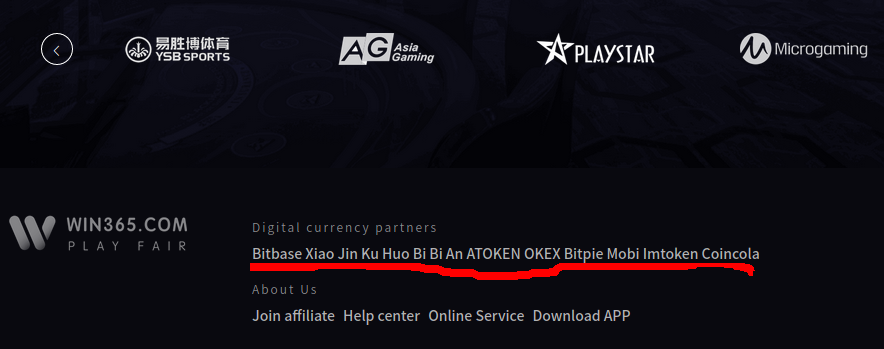 易胜博体育
YSB SPORTS
AG Asia
Gaming
PLAYSTAR
Microgaming
WIN365.COM
PLAY FAIR
Digital currency partners
Bitbase Xiao Jin Ku Huo Bi Bi An ATOKEN OKEX Bitpie Mobi Imtoken Coincola
About Us
Join affiliate Help center Online Service Download APP